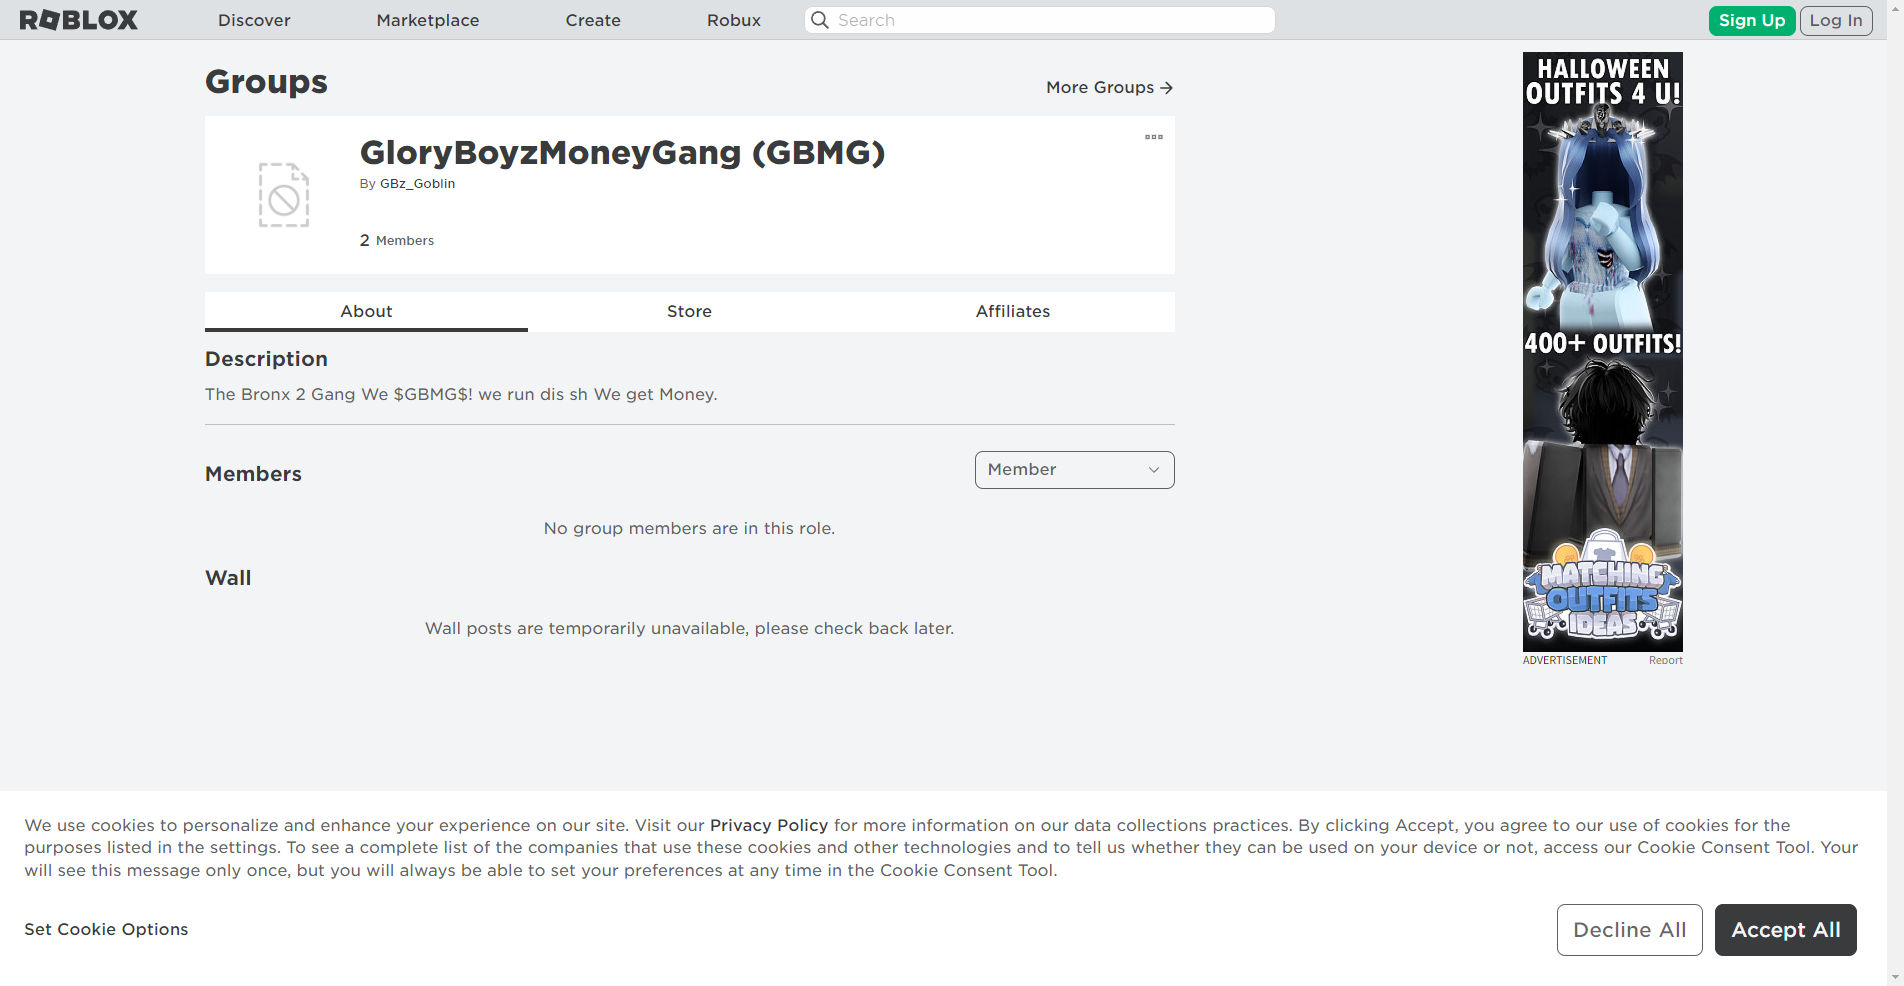 ROBLOX Discover Marketplace Create Robux Search Sign Up Log In
Groups
More Groups →
GloryBoyzMoneyGang (GBMG)
By GBz_Goblin
2 Members
About Store Affiliates
Description
The Bronx 2 Gang We $GBMG$! we run dis sh We get Money.
Members
Member
No group members are in this role.
Wall
Wall posts are temporarily unavailable, please check back later.
HALLOWEEN
OUTFITS 4 U!
400+ OUTFITS!
MATCHING
OUTFITS
IDEAS
ADVERTISEMENT Report
We use cookies to personalize and enhance your experience on our site. Visit our Privacy Policy for more information on our data collections practices. By clicking Accept, you agree to our use of cookies for the
purposes listed in the settings. To see a complete list of the companies that use these cookies and other technologies and to tell us whether they can be used on your device or not, access our Cookie Consent Tool. Your
will see this message only once, but you will always be able to set your preferences at any time in the Cookie Consent Tool.
Set Cookie Options
Decline All
Accept All